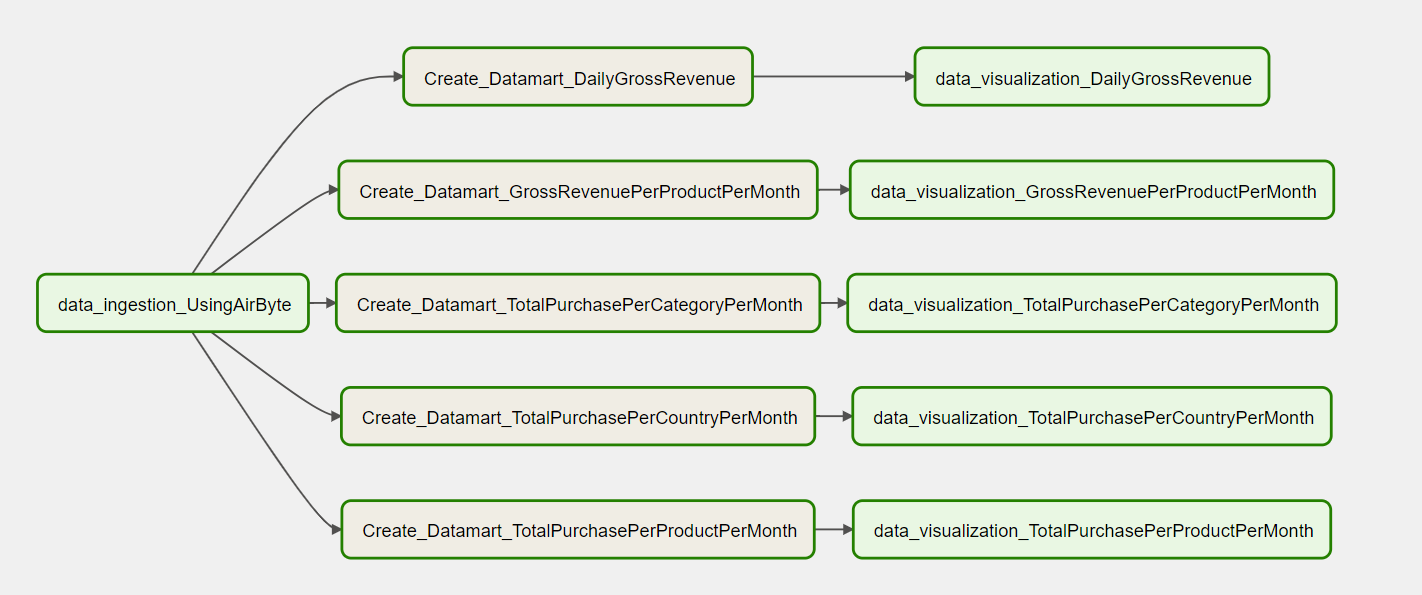 Create_Datamart_DailyGrossRevenue
data_visualization_DailyGrossRevenue
Create_Datamart_GrossRevenuePerProductPerMonth
data_visualization_GrossRevenuePerProductPerMonth
data_ingestion_UsingAirByte
Create_Datamart_TotalPurchasePerCategoryPerMonth
data_visualization_TotalPurchasePerCategoryPerMonth
Create_Datamart_TotalPurchasePerCountryPerMonth
data_visualization_TotalPurchasePerCountryPerMonth
Create_Datamart_TotalPurchasePerProductPerMonth
data_visualization_TotalPurchasePerProductPerMonth